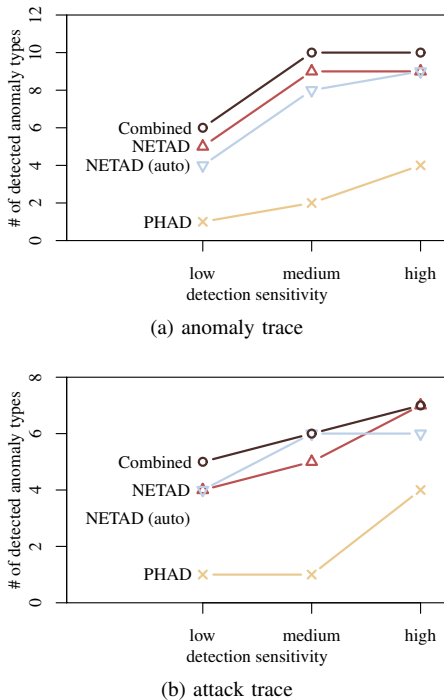 # of detected anomaly types
12
10
8
6
4
2
0
Combined
NETAD
NETAD (auto)
PHAD
low medium high
detection sensitivity
(a) anomaly trace
# of detected anomaly types
8
6
4
2
0
Combined
NETAD
NETAD (auto)
PHAD
low medium high
detection sensitivity
(b) attack trace